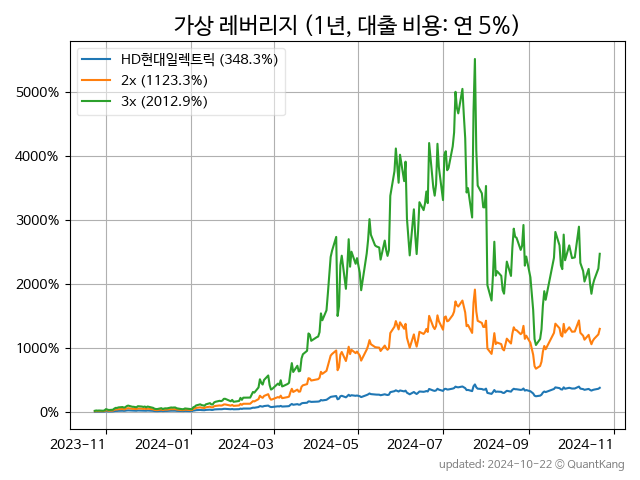 가상 레버리지 (1년, 대출 비용: 연 5%)
HD현대일렉트릭 (348.3%)
2x (1123.3%)
3x (2012.9%)
5000%
4000%
3000%
2000%
1000%
0%
2023-11 2024-01 2024-03 2024-05 2024-07 2024-09 2024-11
updated: 2024-10-22 © QuantKang